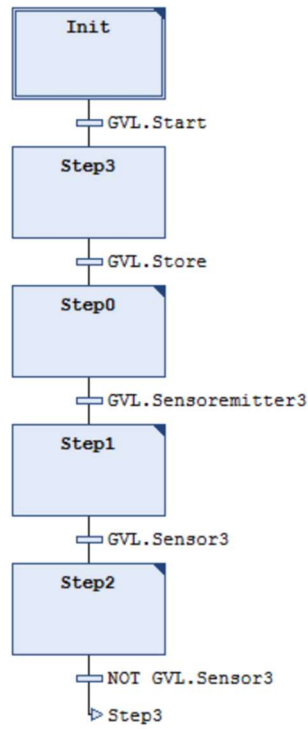 Init
GVL.Start
Step3
GVL.Store
Step0
GVL.Sensoremitter3
Step1
GVL.Sensor3
Step2
NOT GVL.Sensor3
Step3